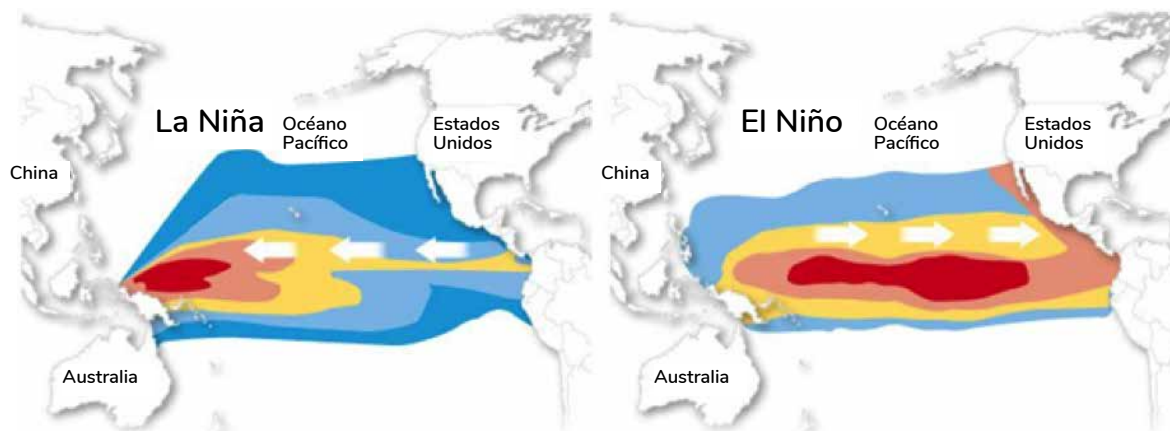 La Niña
Océano
Pacífico
Estados
Unidos
China
Australia
El Niño
Océano
Pacífico
Estados
Unidos
China
Australia